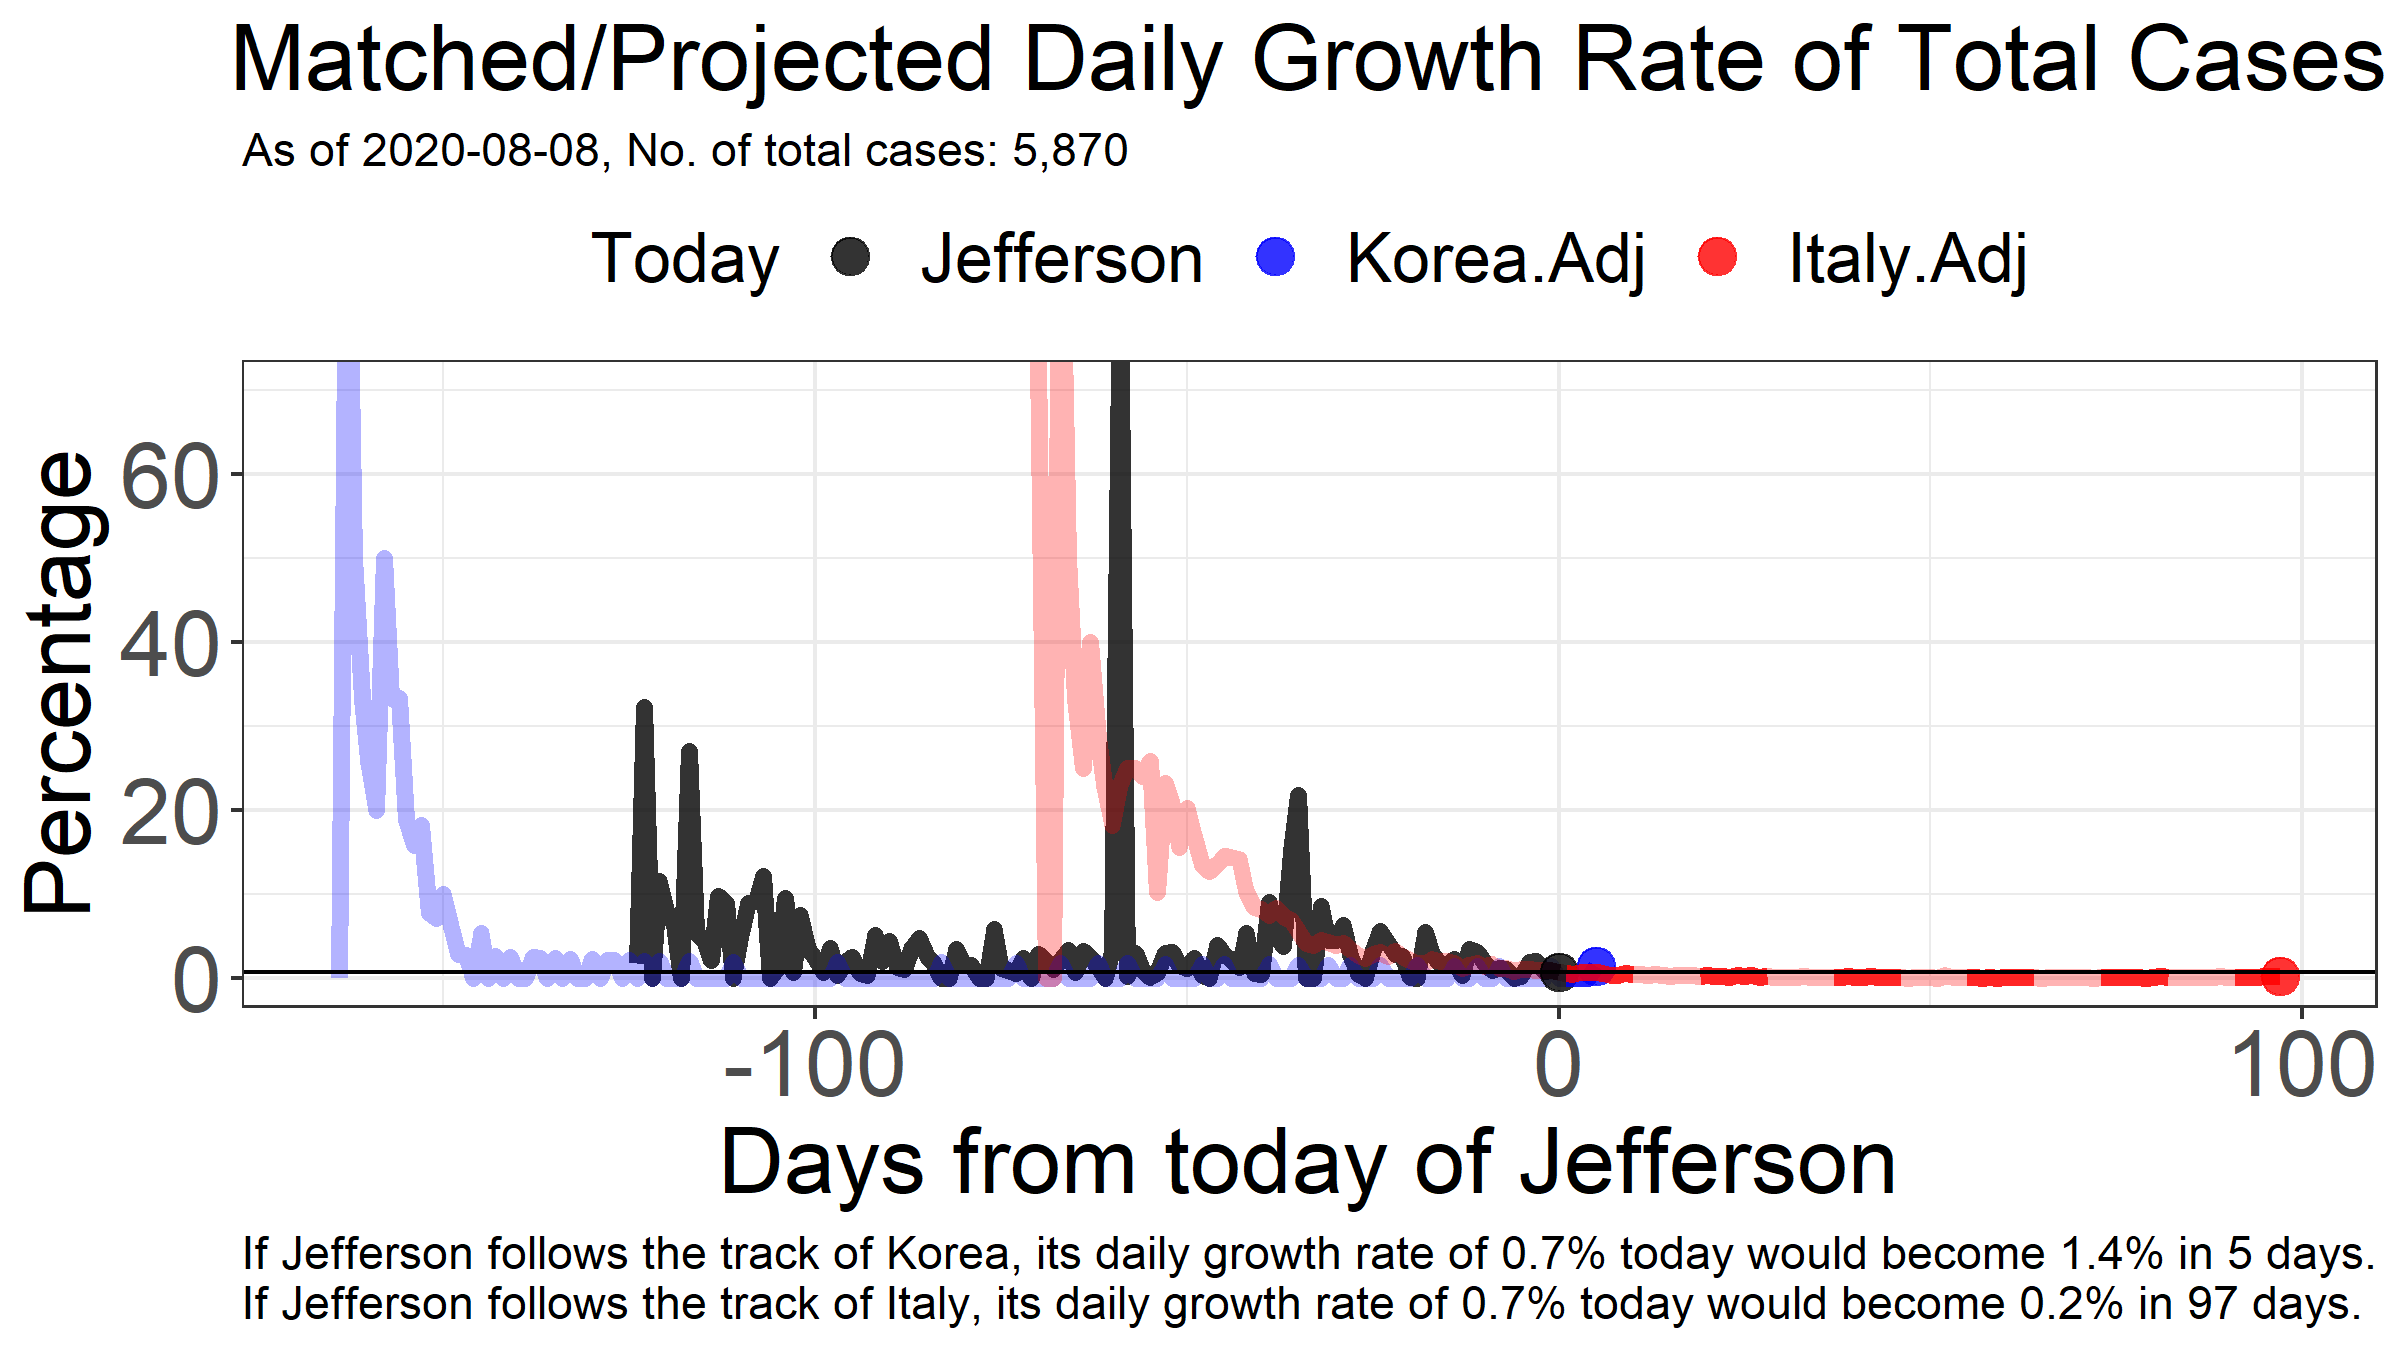 Matched/Projected Daily Growth Rate of Total Cases
As of 2020-08-08, No. of total cases: 5,870
Today Jefferson Korea.Adj Italy.Adj
Percentage
60
40
20
0
-100 0 100
Days from today of Jefferson
If Jefferson follows the track of Korea, its daily growth rate of 0.7% today would become 1.4% in 5 days.
If Jefferson follows the track of Italy, its daily growth rate of 0.7% today would become 0.2% in 97 days.